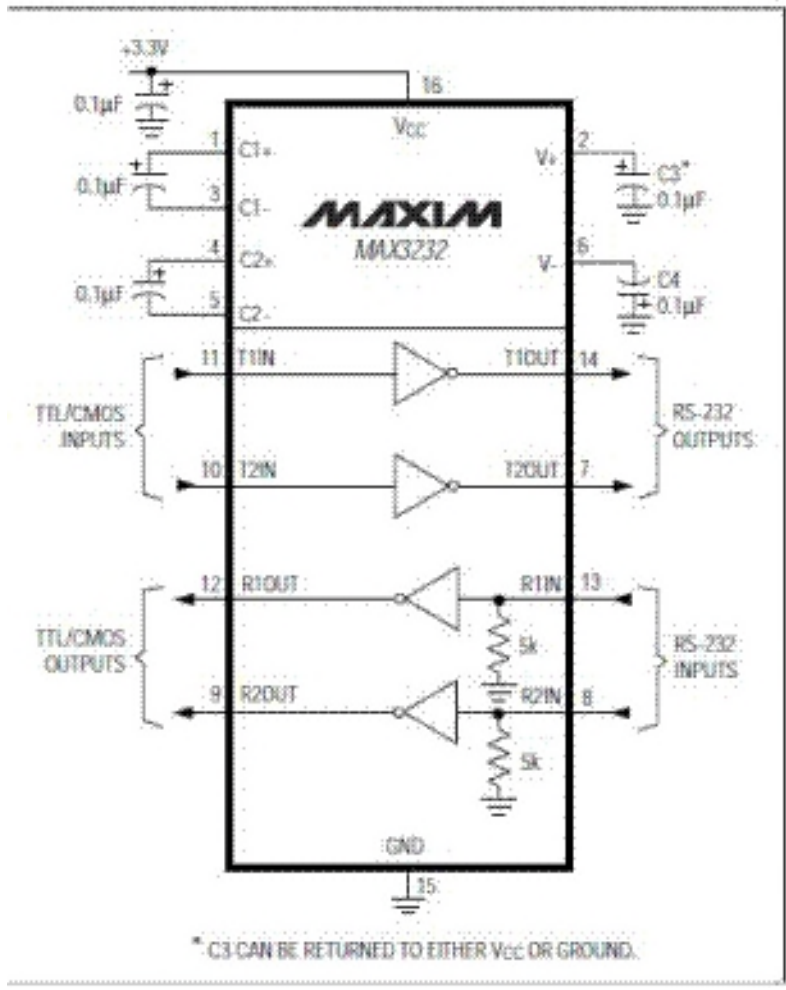 +3.3V
16
0.1µF
VCC
1
C1+
2
V+
C3*
0.1µF
0.1µF
3
C1-
MAXIM
MAX3232
4
C2+
6
V-
C4
0.1µF
0.1µF
5
C2-
11
T1IN
T1OUT
14
TTL/CMOS
INPUTS
RS-232
OUTPUTS
10
T2IN
T2OUT
7
12
R1OUT
R1IN
13
5k
TTL/CMOS
OUTPUTS
RS-232
INPUTS
9
R2OUT
R2IN
8
5k
GND
15
* C3 CAN BE RETURNED TO EITHER VCC OR GROUND.